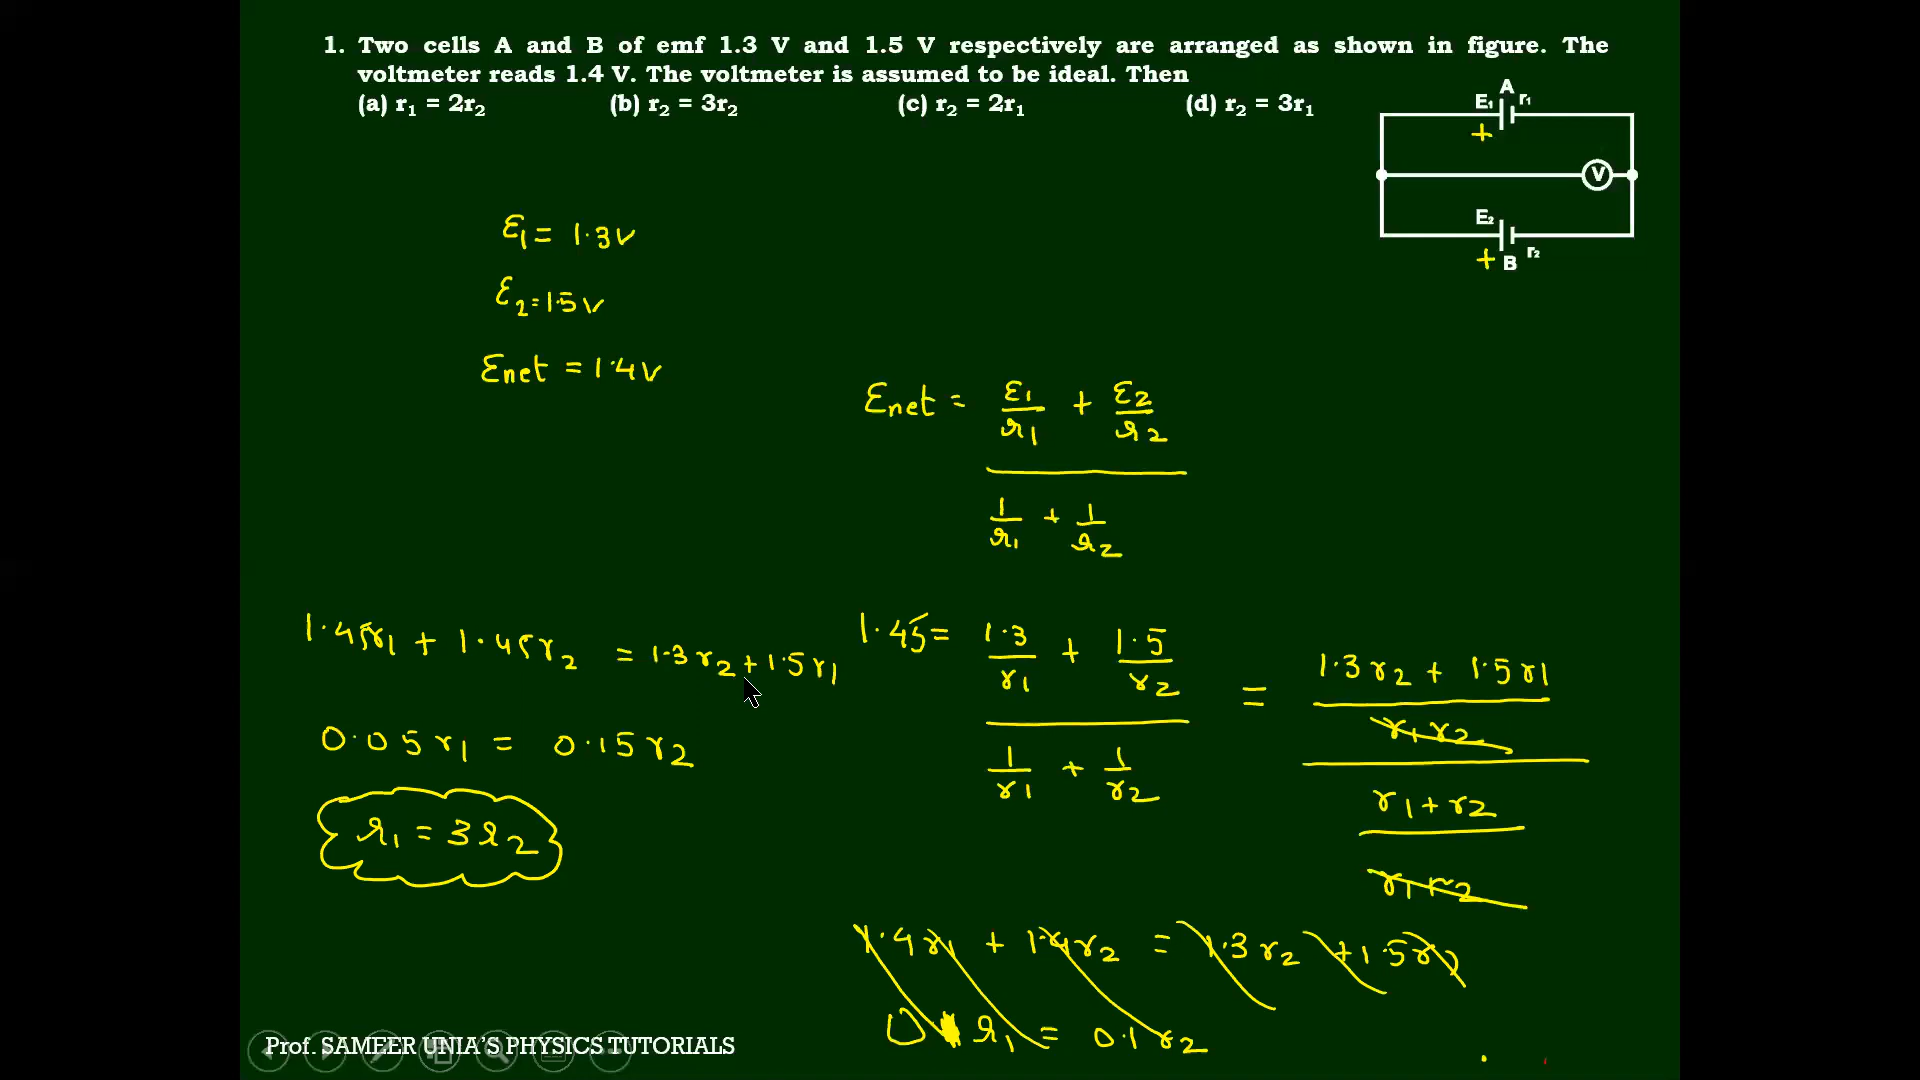 1. Two cells A and B of emf 1.3 V and 1.5 V respectively are arranged as shown in figure. The
voltmeter reads 1.4 V. The voltmeter is assumed to be ideal. Then
(a) r₁ = 2r₂ (b) r₂ = 3r₂ (c) r₂ = 2r₁ (d) r₂ = 3r₁
A
E₁ r₁
+
V
E₂
+ B r₂
ε₁ = 1.3V
ε₂ = 1.5V
Enet = 1.4V
Enet = ε₁/r₁ + ε₂/r₂
1/r₁ + 1/r₂
1.45r₁ + 1.45r₂ = 1.3r₂ + 1.5r₁
1.45 = 1.3/r₁ + 1.5/r₂
1/r₁ + 1/r₂
= 1.3r₂ + 1.5r₁
r₁r₂
r₁ + r₂
r₁r₂
0.05r₁ = 0.15r₂
r₁ = 3r₂
1.4r₁ + 1.4r₂ = 1.3r₂ + 1.5r₂
r₁ = 0.1r₂
Prof. SAMEER UNIA'S PHYSICS TUTORIALS